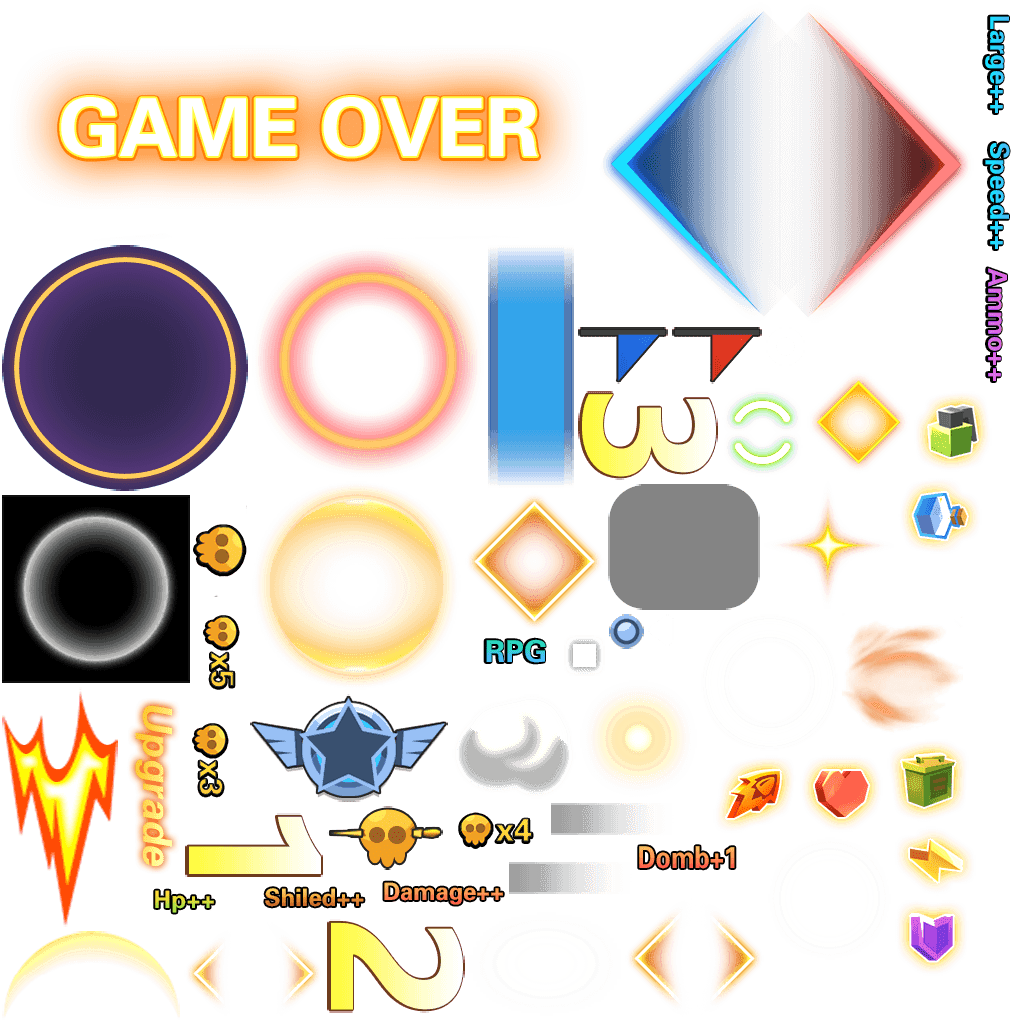 GAME OVER
Large++
Speed++
Ammo++
3
RPG
x5
Upgrade
x3
1
x4
Domb+1
Hp++
Shiled++
Damage++
2